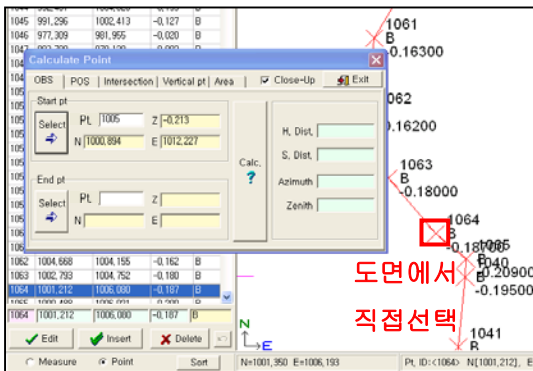 1045 991,296 1002,413 -0,127 B
1046 977,309 981,955 -0,020 B
Calculate Point
OBS POS Intersection Vertical pt Area Close-Up Exit
Start pt
Select Pt, 1005 Z -0,213
N 1000,894 E 1012,227
End pt
Select Pt, Z
N E
Calc.
?
H, Dist,
S, Dist,
Azimuth
Zenith
1062 1004,668 1004,155 -0,162 B
1063 1002,793 1004,752 -0,180 B
1064 1001,212 1006,080 -0,187 B
1064 1001,212 1006,080 -0,187 B
Edit Insert Delete
Measure Point Sort
N=1001,350 E=1006,193
Pt, ID:<1064> N[1001,212], E
1061
B
-0.16300
062
.16200
1063
B
-0.18000
1064
B
1040
-0.20900
B
-0.19500
1041
B
도면에서
직접선택
N
E